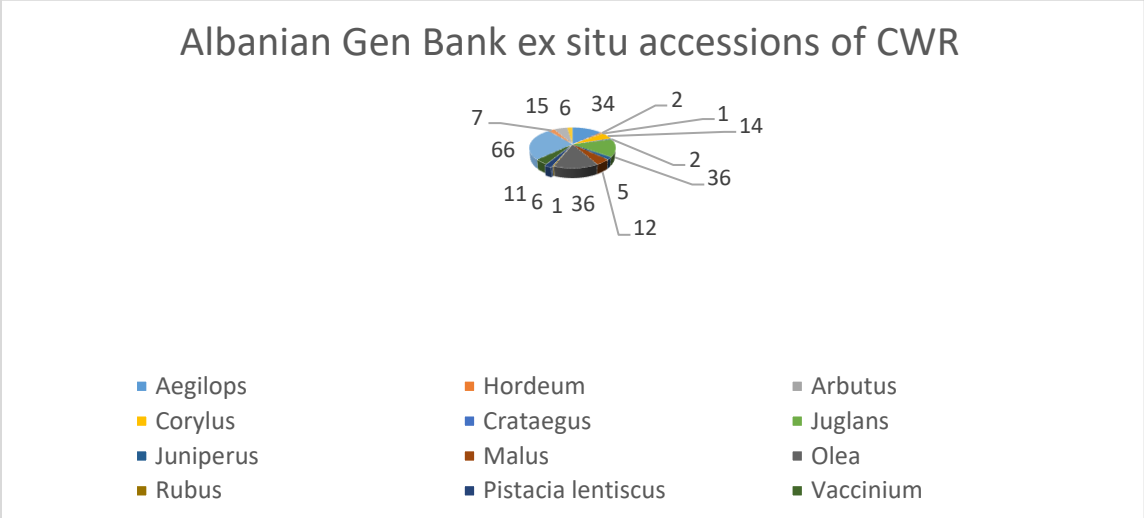 Albanian Gen Bank ex situ accessions of CWR
7 15 6 34 2 1 14
66 2 36
11 6 1 36 5 12
Aegilops Hordeum Arbutus
Corylus Crataegus Juglans
Juniperus Malus Olea
Rubus Pistacia lentiscus Vaccinium